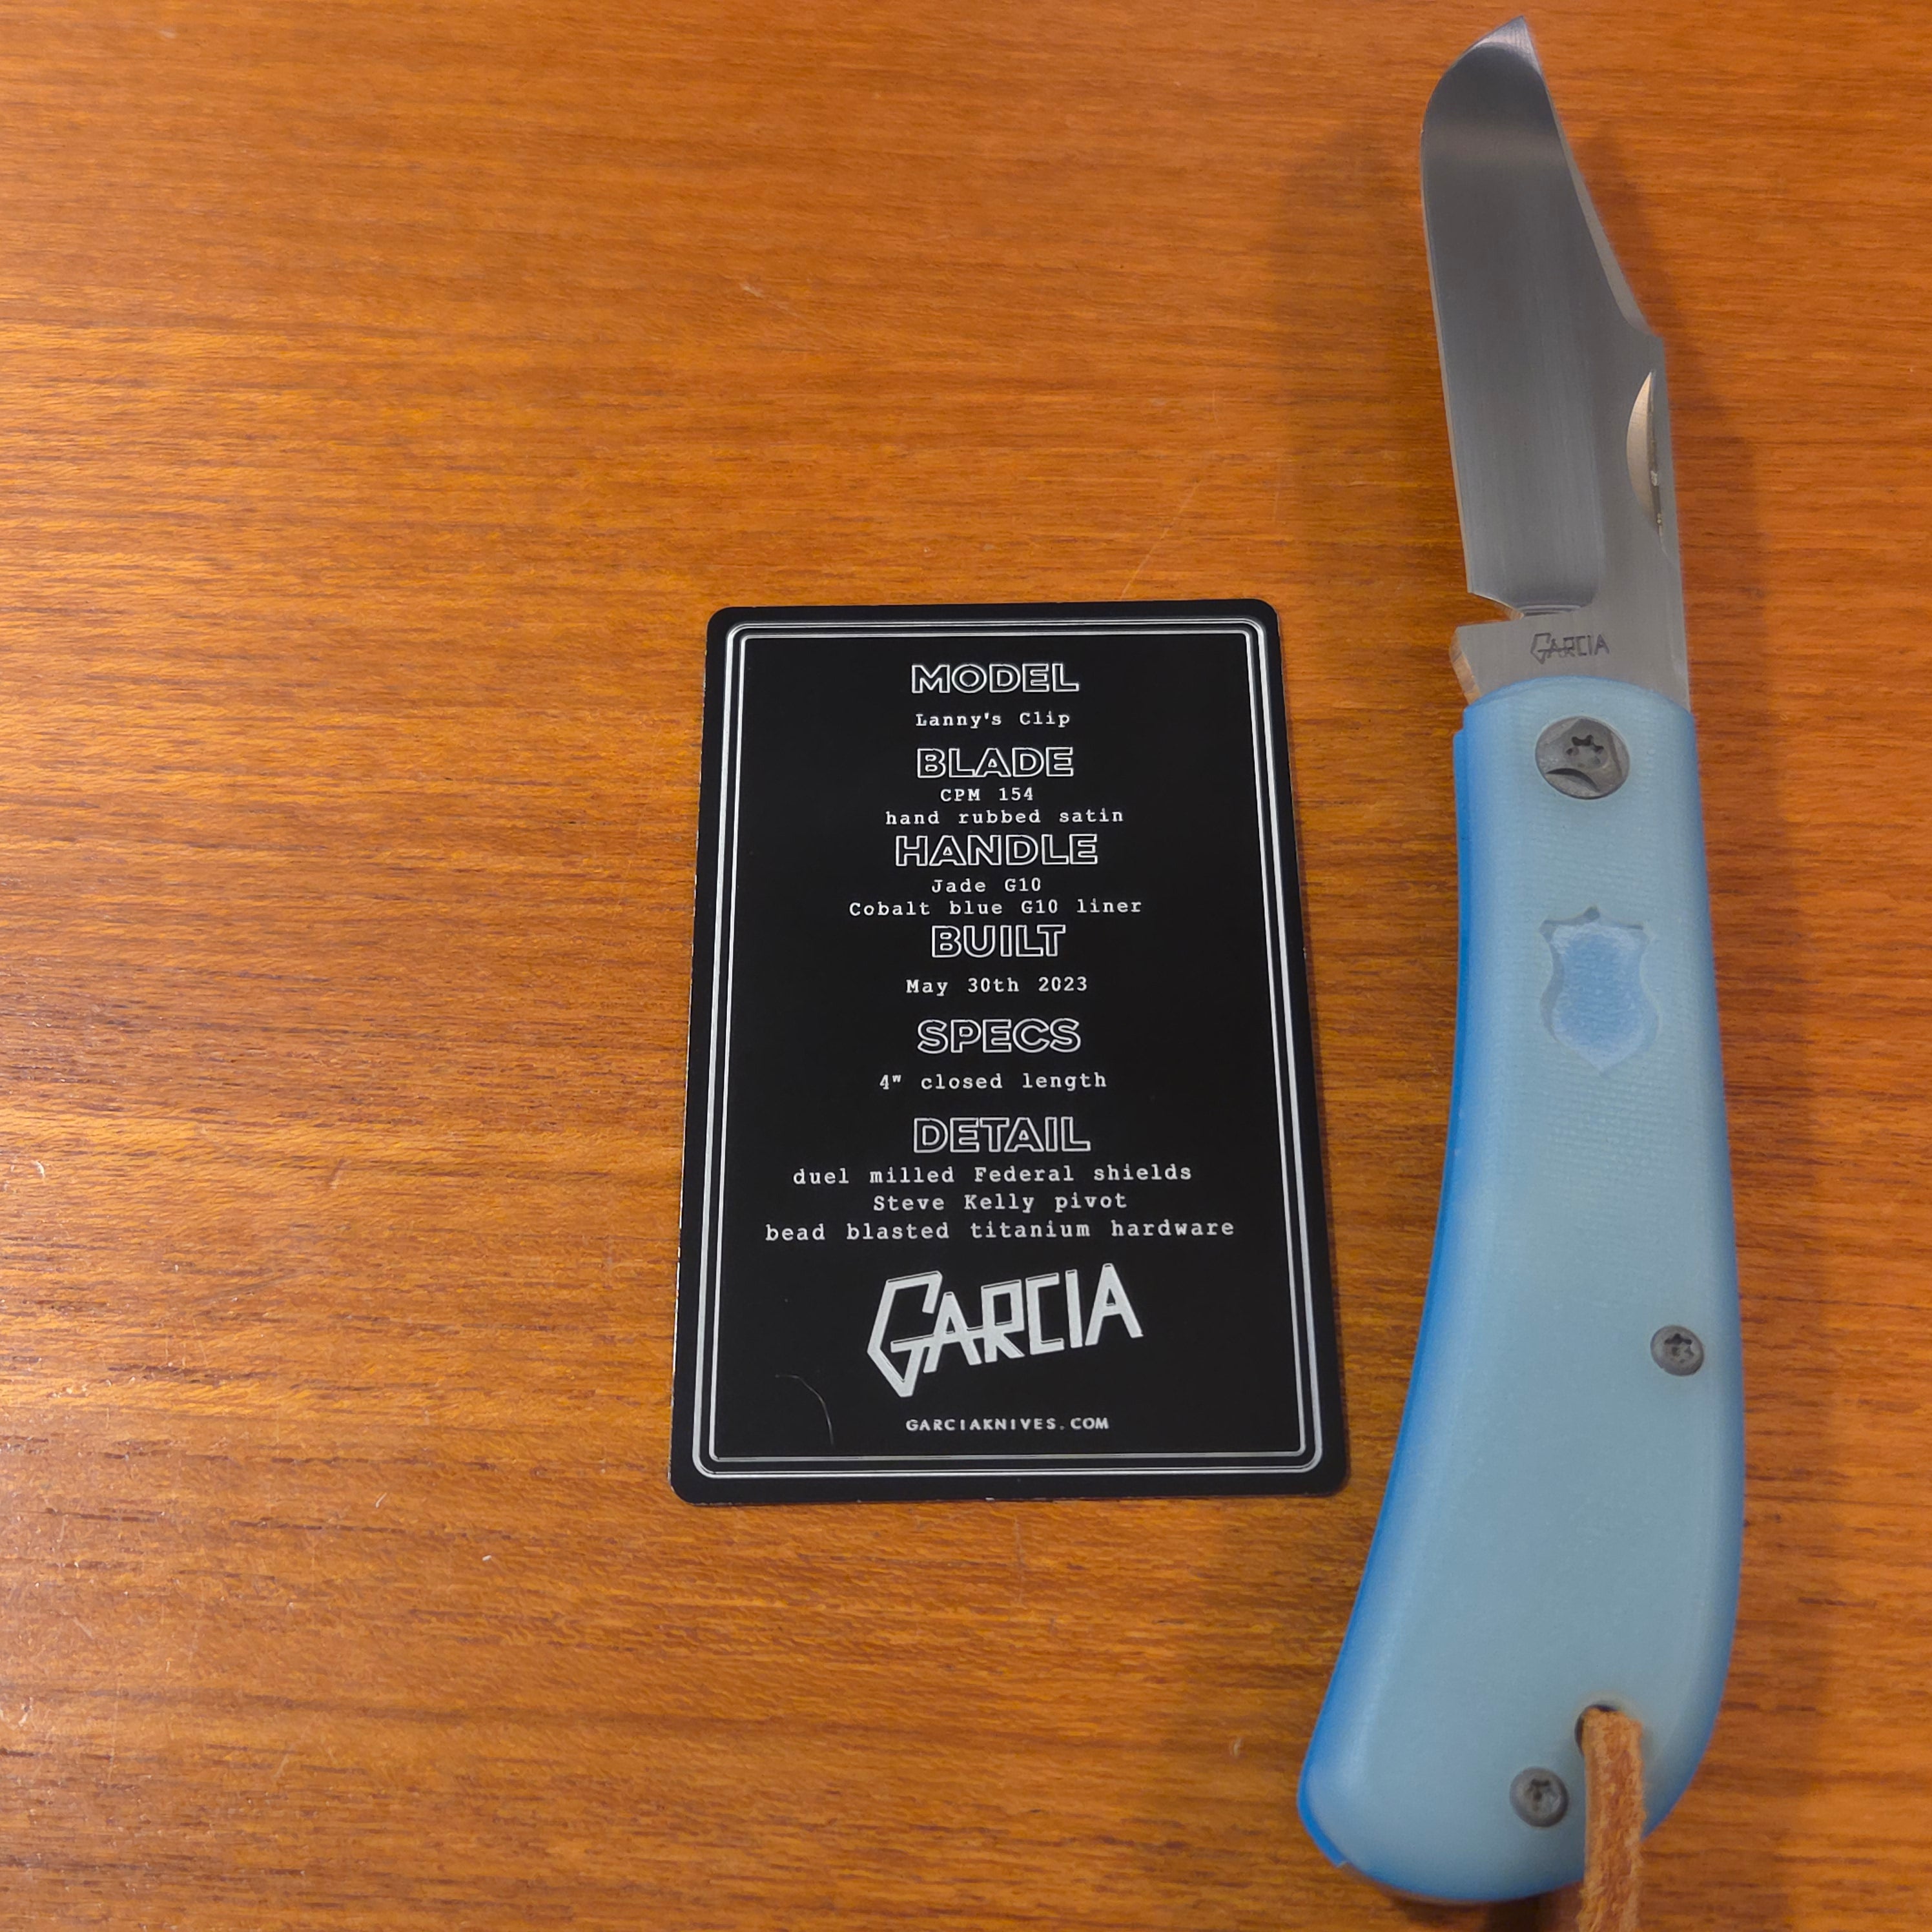 MODEL
Lanny's Clip
BLADE
CPM 154
hand rubbed satin
HANDLE
Jade G10
Cobalt blue G10 liner
BUILT
May 30th 2023
SPECS
4" closed length
DETAIL
duel milled Federal shields
Steve Kelly pivot
bead blasted titanium hardware
GARCIA
GARCIAKNIVES.COM
GARCIA